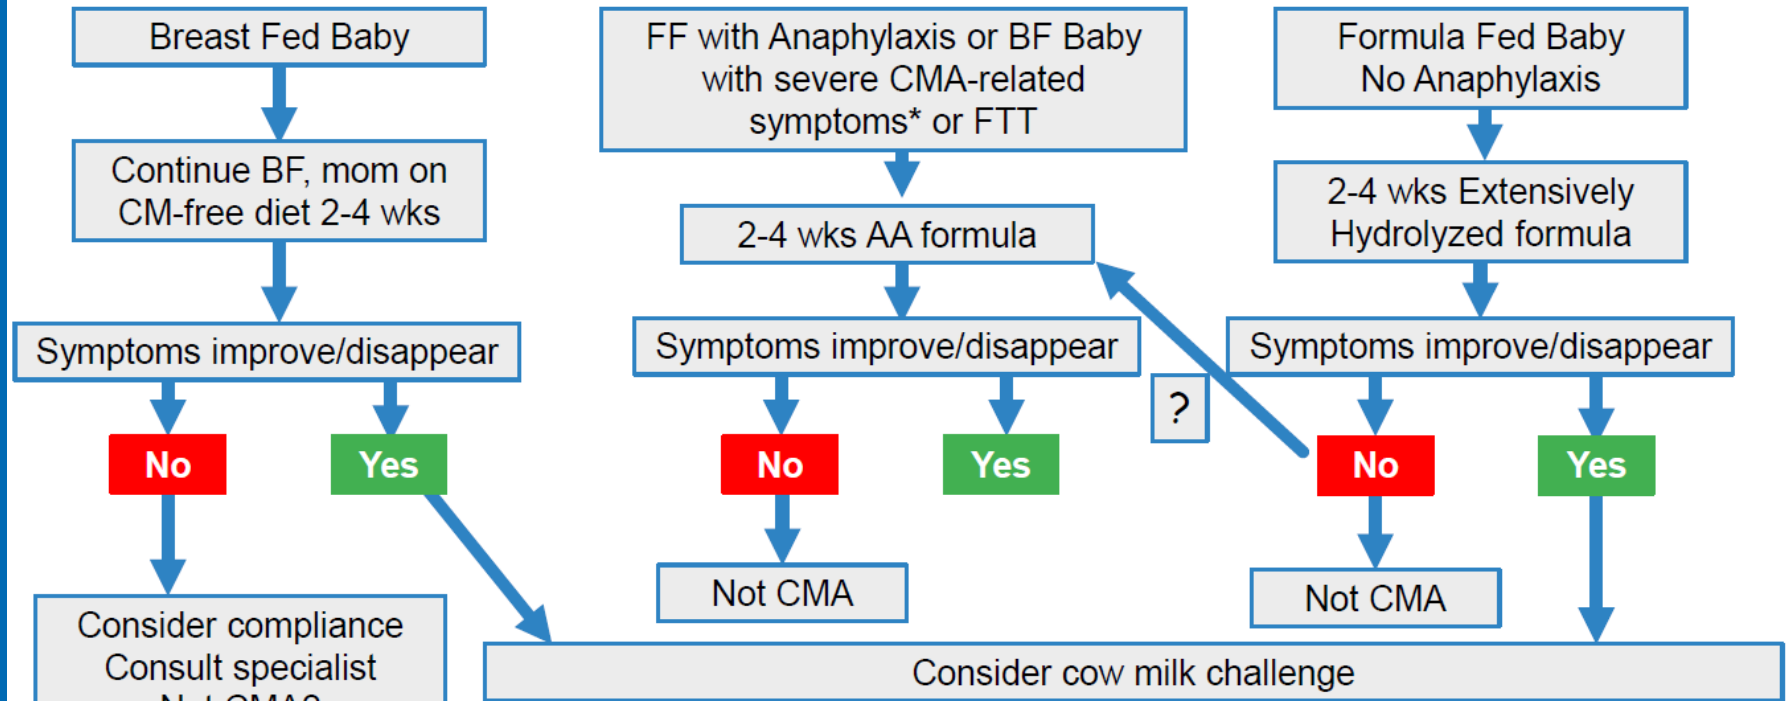 Breast Fed Baby
Continue BF, mom on
CM-free diet 2-4 wks
Symptoms improve/disappear
No
Yes
Consider compliance
Consult specialist
FF with Anaphylaxis or BF Baby
with severe CMA-related
symptoms* or FTT
2-4 wks AA formula
Symptoms improve/disappear
No
Yes
Not CMA
?
Formula Fed Baby
No Anaphylaxis
2-4 wks Extensively
Hydrolyzed formula
Symptoms improve/disappear
No
Yes
Not CMA
Consider cow milk challenge